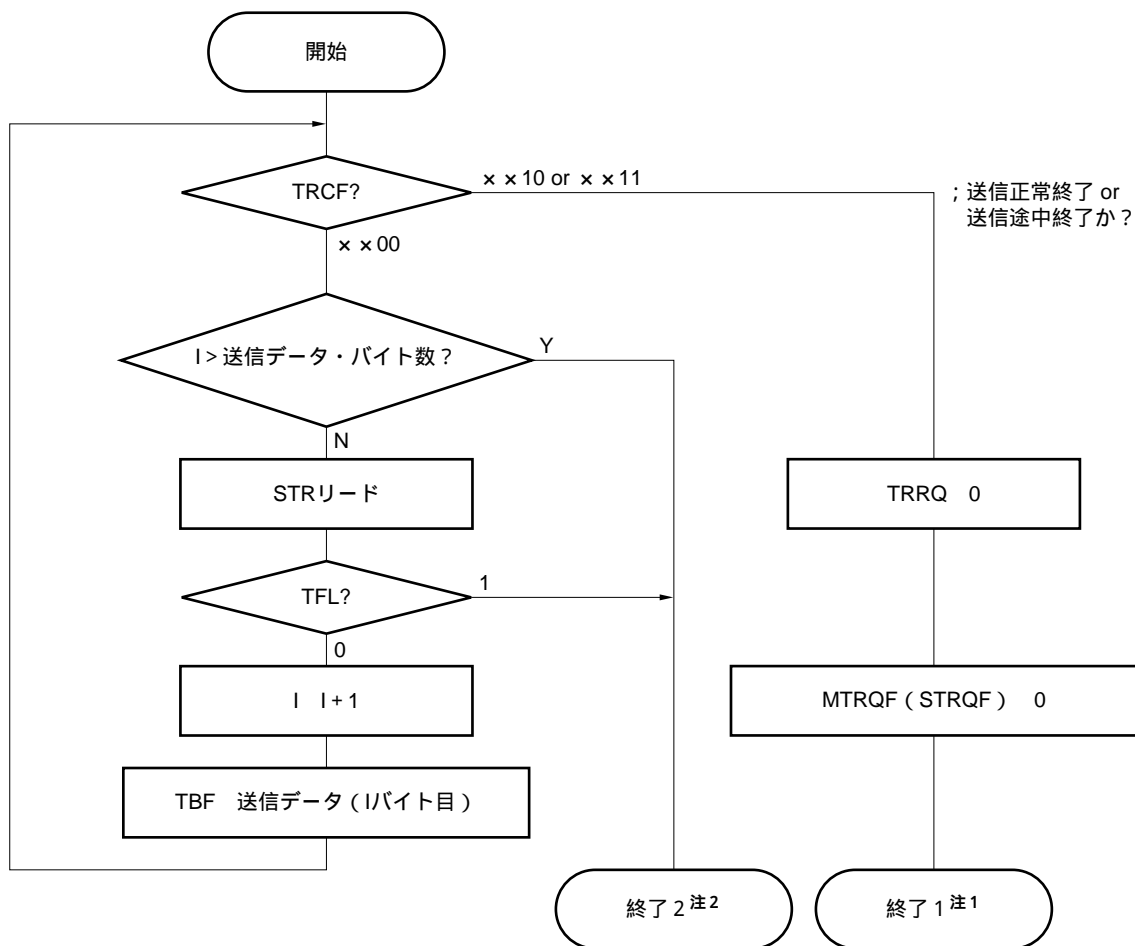 開始
TRCF?
××10 or ××11
；送信正常終了 or
送信途中終了か？
××00
I > 送信データ・バイト数？
Y
N
STRリード
TRRQ　0
TFL?
1
0
I　I + 1
MTRQF（STRQF）　0
TBF　送信データ（Iバイト目）
終了2 注2
終了1 注1